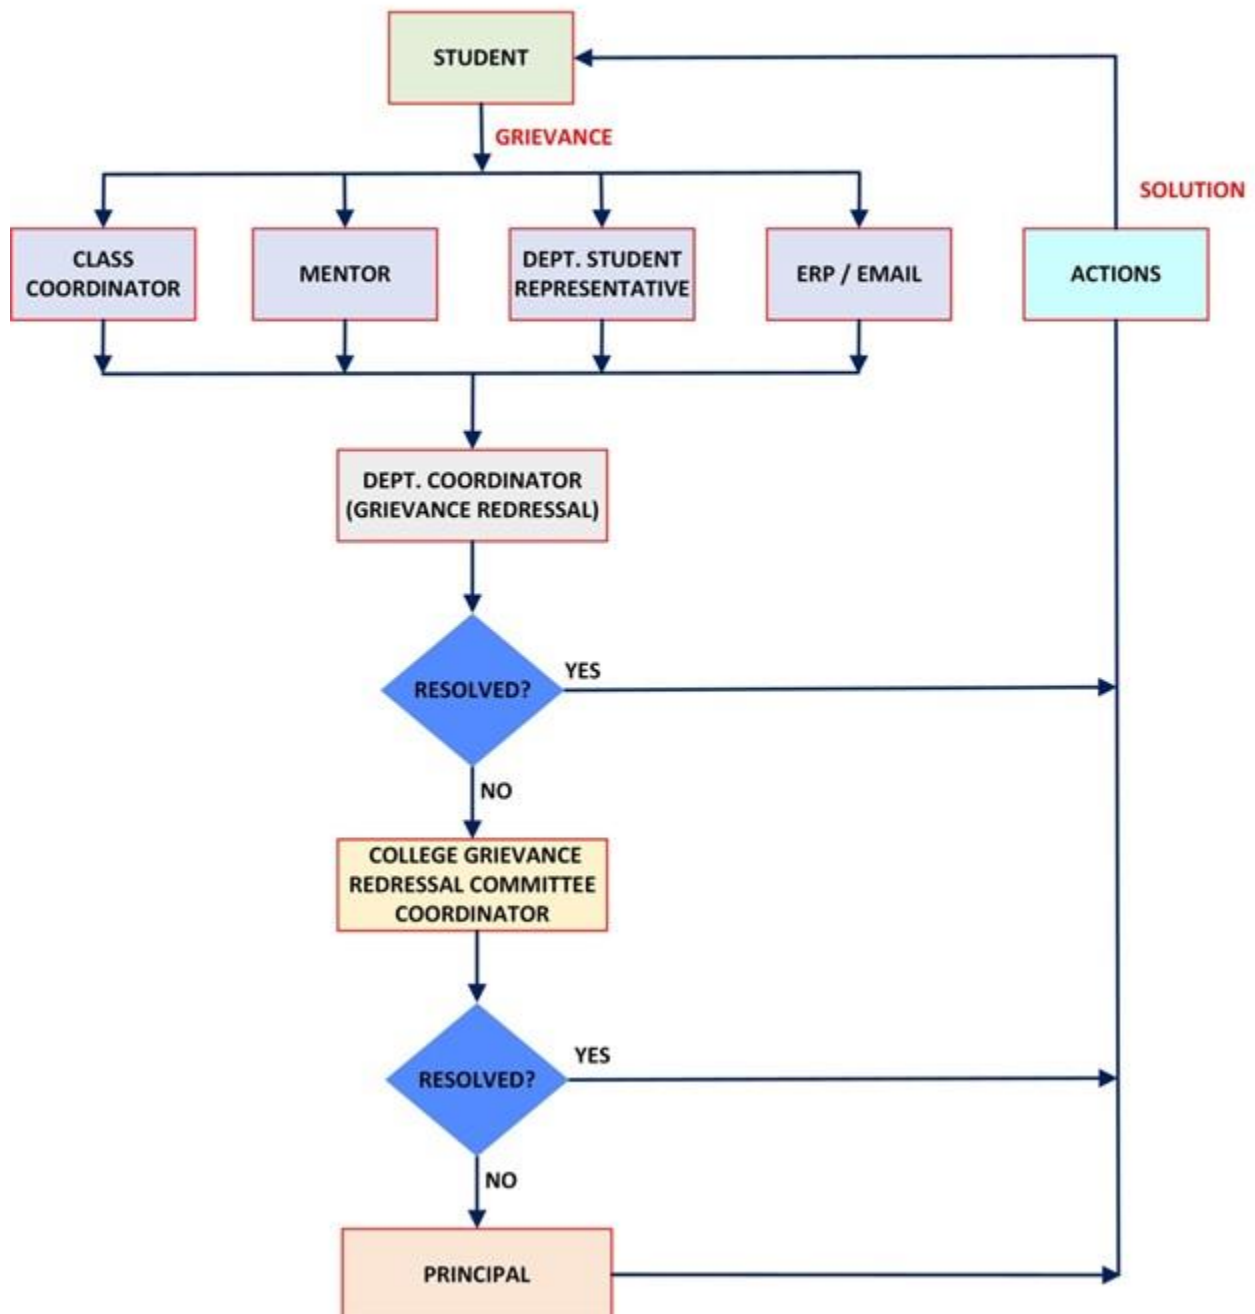 STUDENT
GRIEVANCE
SOLUTION
CLASS
COORDINATOR
MENTOR
DEPT. STUDENT
REPRESENTATIVE
ERP / EMAIL
ACTIONS
DEPT. COORDINATOR
(GRIEVANCE REDRESSAL)
YES
RESOLVED?
NO
COLLEGE GRIEVANCE
REDRESSAL COMMITTEE
COORDINATOR
YES
RESOLVED?
NO
PRINCIPAL